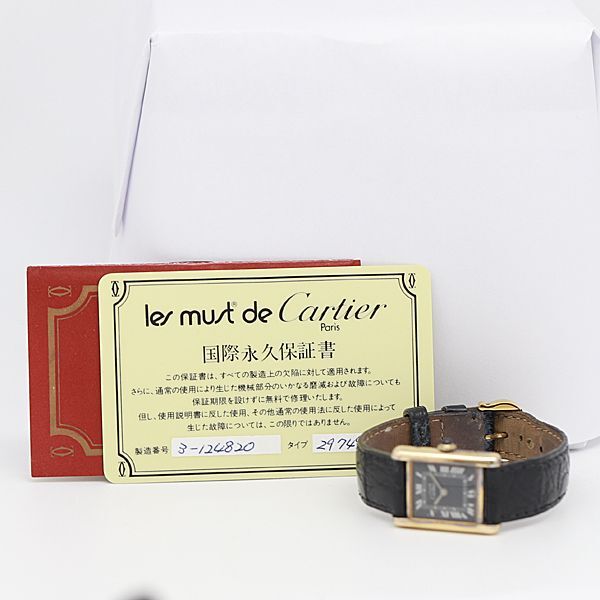 les must de Cartier
Paris
国際永久保証書
この保証書は、すべての製造上の欠陥に対して適用されます。
さらに、通常の使用により生じた機械部分のいかなる磨滅および故障についても
保証期限を設けずに無料で修理いたします。
但し、使用説明書に反した使用、その他通常の使用法に反した使用によって
生じた故障については、この限りではありません。
製造番号 3-124820 タイプ 2974